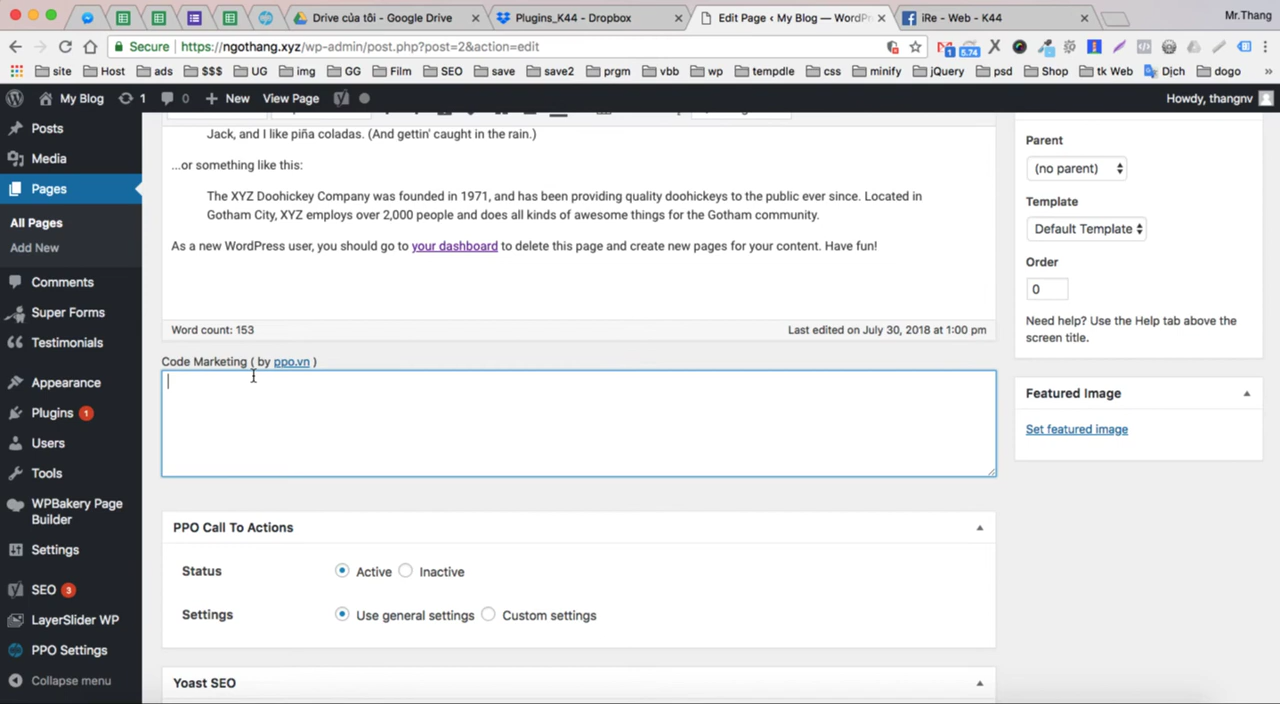 Drive của tôi - Google Drive
Plugins_K44 - Dropbox
Edit Page ‹ My Blog — WordPr
iRe - Web - K44
Mr.Thang
Secure
https://ngothang.xyz/wp-admin/post.php?post=2&action=edit
1
5.74
site
Host
ads
$$$
UG
img
GG
Film
SEO
save
save2
prgm
vbb
wp
tempdle
css
minify
jQuery
psd
Shop
tk Web
Dịch
dogo
»
My Blog
1
0
New
View Page
Howdy, thangnv
Posts
Media
Pages
All Pages
Add New
Comments
Super Forms
Testimonials
Appearance
Plugins 1
Users
Tools
WPBakery Page
Builder
Settings
SEO 3
LayerSlider WP
PPO Settings
Collapse menu
Jack, and I like piña coladas. (And gettin' caught in the rain.)
...or something like this:
The XYZ Doohickey Company was founded in 1971, and has been providing quality doohickeys to the public ever since. Located in
Gotham City, XYZ employs over 2,000 people and does all kinds of awesome things for the Gotham community.
As a new WordPress user, you should go to your dashboard to delete this page and create new pages for your content. Have fun!
Word count: 153
Last edited on July 30, 2018 at 1:00 pm
Code Marketing ( by ppo.vn )
PPO Call To Actions
Status
Active
Inactive
Settings
Use general settings
Custom settings
Yoast SEO
Parent
(no parent)
Template
Default Template
Order
0
Need help? Use the Help tab above the
screen title.
Featured Image
Set featured image